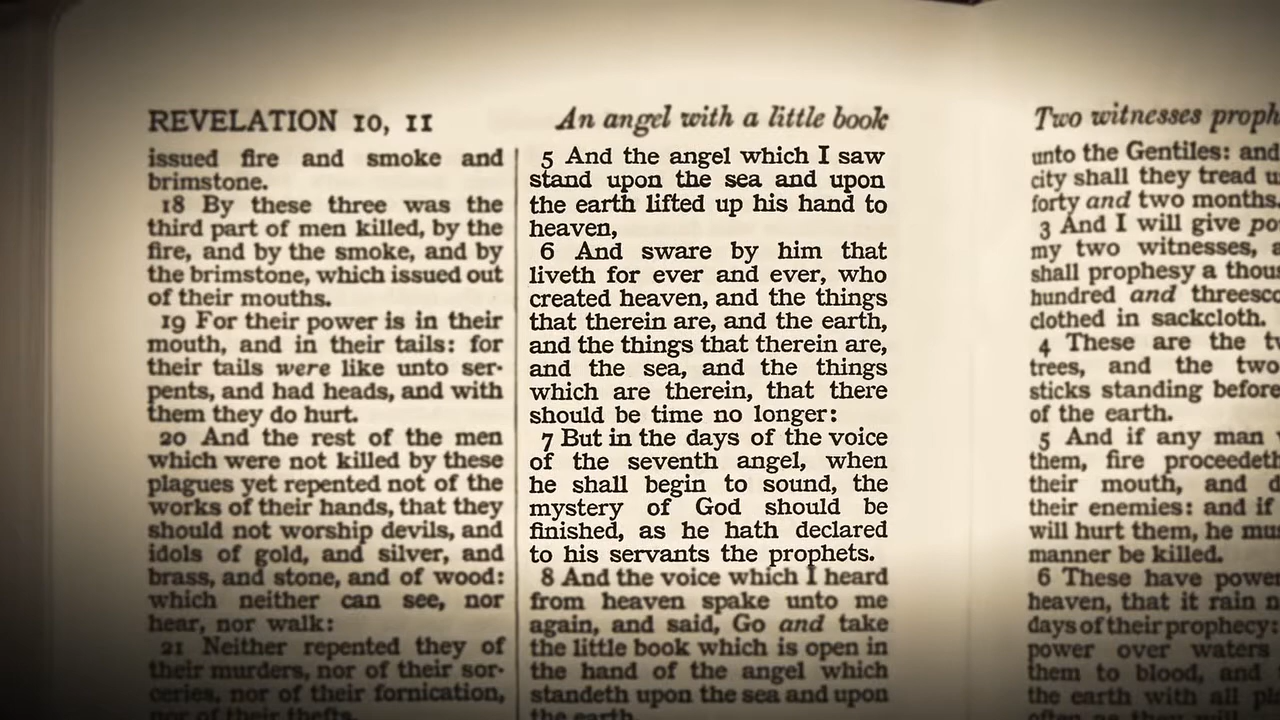 REVELATION 10, 11
issued fire and smoke and
brimstone.
18 By these three was the
third part of men killed, by the
fire, and by the smoke, and by
the brimstone, which issued out
of their mouths.
19 For their power is in their
mouth, and in their tails: for
their tails were like unto ser-
pents, and had heads, and with
them they do hurt.
20 And the rest of the men
which were not killed by these
plagues yet repented not of the
works of their hands, that they
should not worship devils, and
idols of gold, and silver, and
brass, and stone, and of wood:
which neither can see, nor
hear, nor walk:
21 Neither repented they of
their murders, nor of their sor-
ceries, nor of their fornication,
nor of their thefts.
An angel with a little book
5 And the angel which I saw
stand upon the sea and upon
the earth lifted up his hand to
heaven,
6 And sware by him that
liveth for ever and ever, who
created heaven, and the things
that therein are, and the earth,
and the things that therein are,
and the sea, and the things
which are therein, that there
should be time no longer:
7 But in the days of the voice
of the seventh angel, when
he shall begin to sound, the
mystery of God should be
finished, as he hath declared
to his servants the prophets.
8 And the voice which I heard
from heaven spake unto me
again, and said, Go and take
the little book which is open in
the hand of the angel which
standeth upon the sea and upon
the earth.
Two witnesses proph
unto the Gentiles: and
city shall they tread
forty and two months.
3 And I will give
my two witnesses,
shall prophesy a thou
hundred and threesc
clothed in sackcloth.
4 These are the
trees, and the two
sticks standing before
of the earth.
5 And if any man
them, fire proceedeth
their mouth, and
their enemies: and if
will hurt them, he
manner be killed.
6 These have power
heaven, that it rain
days of their prophecy:
power over waters
them to blood, and
the earth with all
often